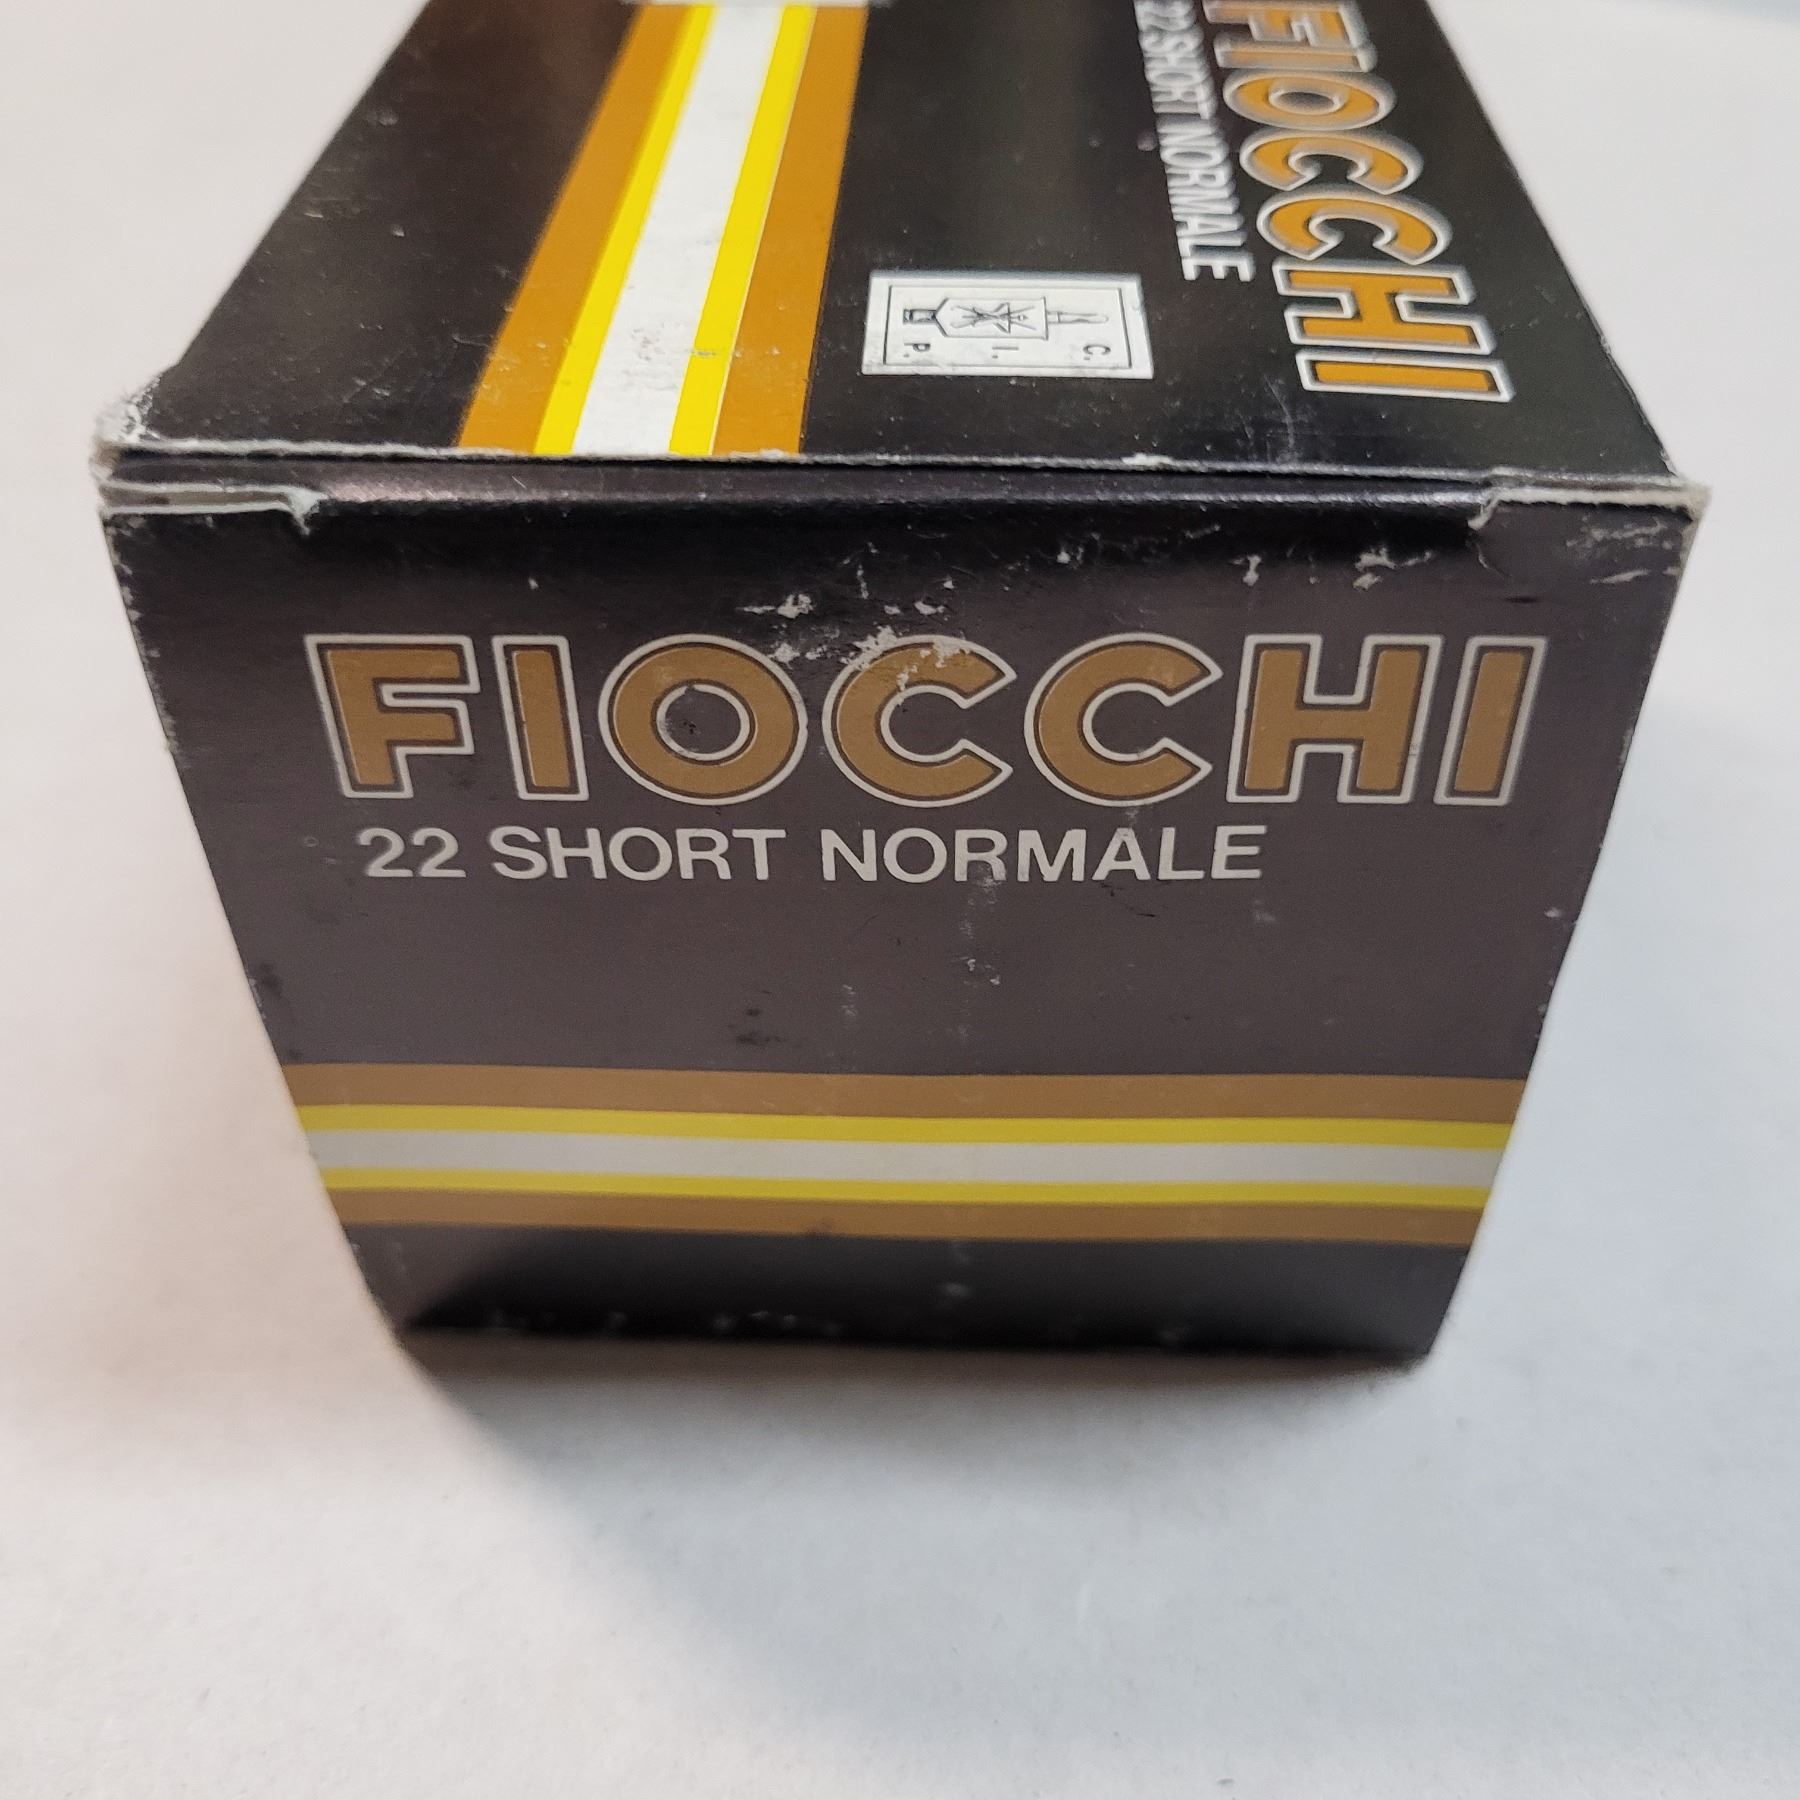 FIOCCHI
22 SHORT NORMALE
C. I. P.
FIOCCHI
22 SHORT NORMALE